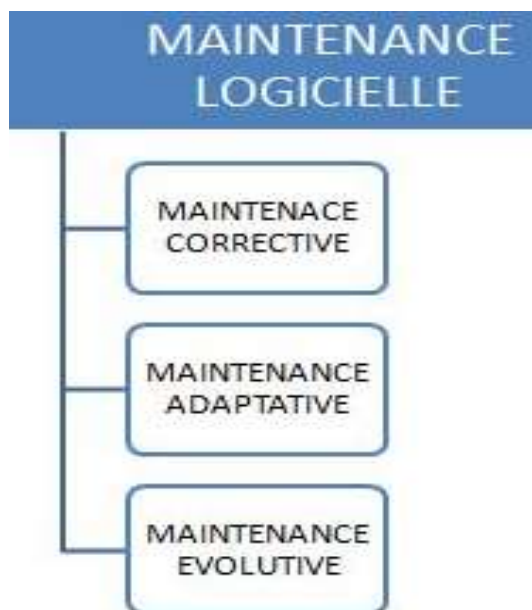 MAINTENANCE
LOGICIELLE
MAINTENACE
CORRECTIVE
MAINTENANCE
ADAPTATIVE
MAINTENANCE
EVOLUTIVE